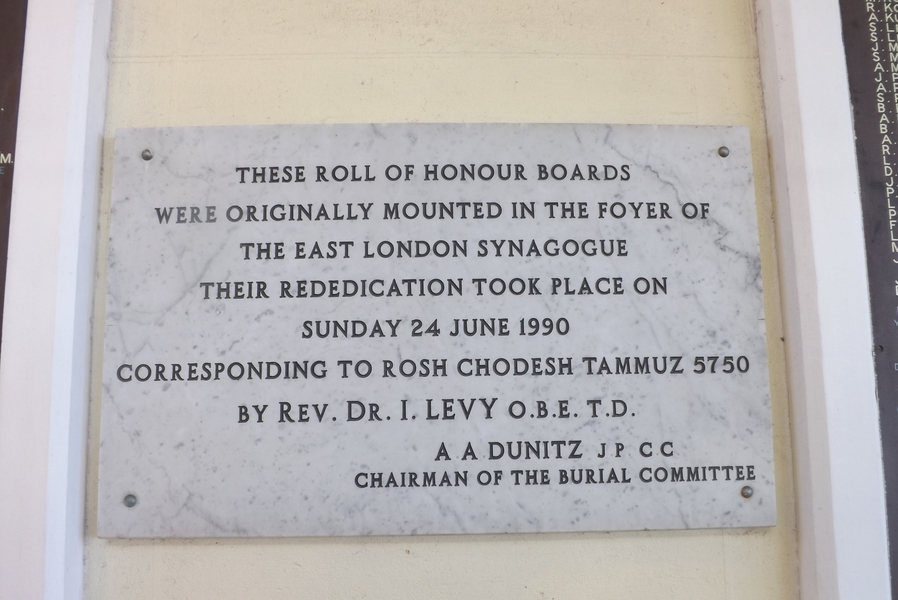 THESE ROLL OF HONOUR BOARDS
WERE ORIGINALLY MOUNTED IN THE FOYER OF
THE EAST LONDON SYNAGOGUE
THEIR REDEDICATION TOOK PLACE ON
SUNDAY 24 JUNE 1990
CORRESPONDING TO ROSH CHODESH TAMMUZ 5750
BY REV. DR. I. LEVY O.B.E. T.D.
A A DUNITZ J P C C
CHAIRMAN OF THE BURIAL COMMITTEE